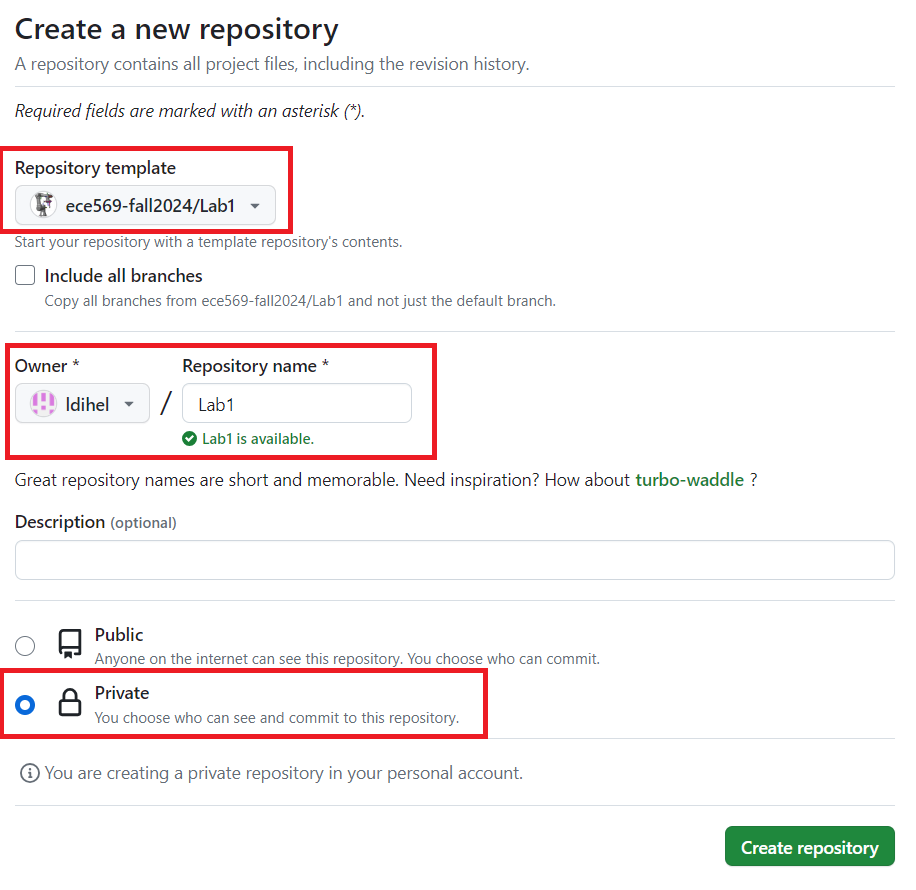 Create a new repository
A repository contains all project files, including the revision history.
Required fields are marked with an asterisk (*).
Repository template
ece569-fall2024/Lab1
Start your repository with a template repository's contents.
Include all branches
Copy all branches from ece569-fall2024/Lab1 and not just the default branch.
Owner * Repository name *
ldihel / Lab1
Lab1 is available.
Great repository names are short and memorable. Need inspiration? How about turbo-waddle ?
Description (optional)
Public
Anyone on the internet can see this repository. You choose who can commit.
Private
You choose who can see and commit to this repository.
You are creating a private repository in your personal account.
Create repository